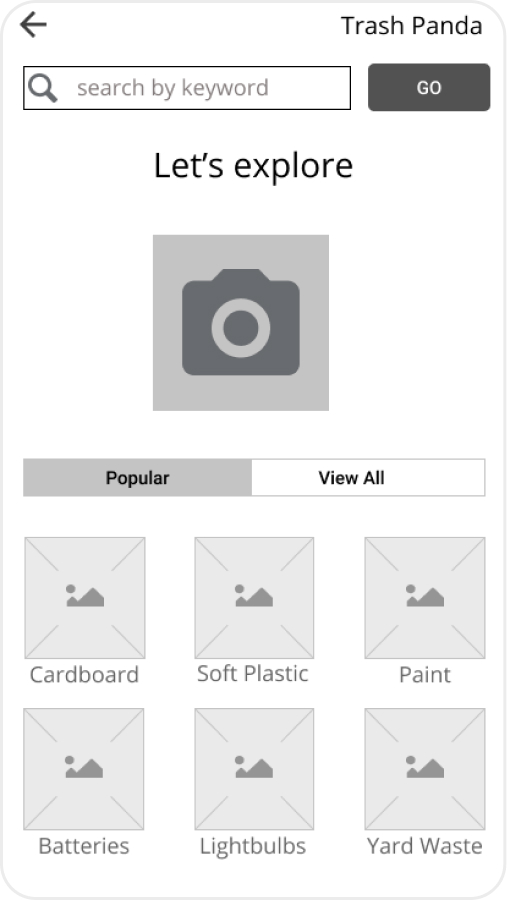 Trash Panda
search by keyword
GO
Let’s explore
Popular
View All
Cardboard
Soft Plastic
Paint
Batteries
Lightbulbs
Yard Waste